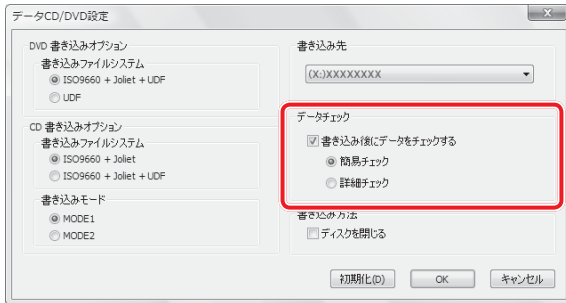 データCD/DVD設定
DVD 書き込みオプション
書き込みファイルシステム
ISO9660 + Joliet + UDF
UDF
CD 書き込みオプション
書き込みファイルシステム
ISO9660 + Joliet
ISO9660 + Joliet + UDF
書き込みモード
MODE1
MODE2
書き込み先
(X:)XXXXXXXX
データチェック
書き込み後にデータをチェックする
簡易チェック
詳細チェック
書き込み方法
ディスクを閉じる
初期化(D)
OK
キャンセル